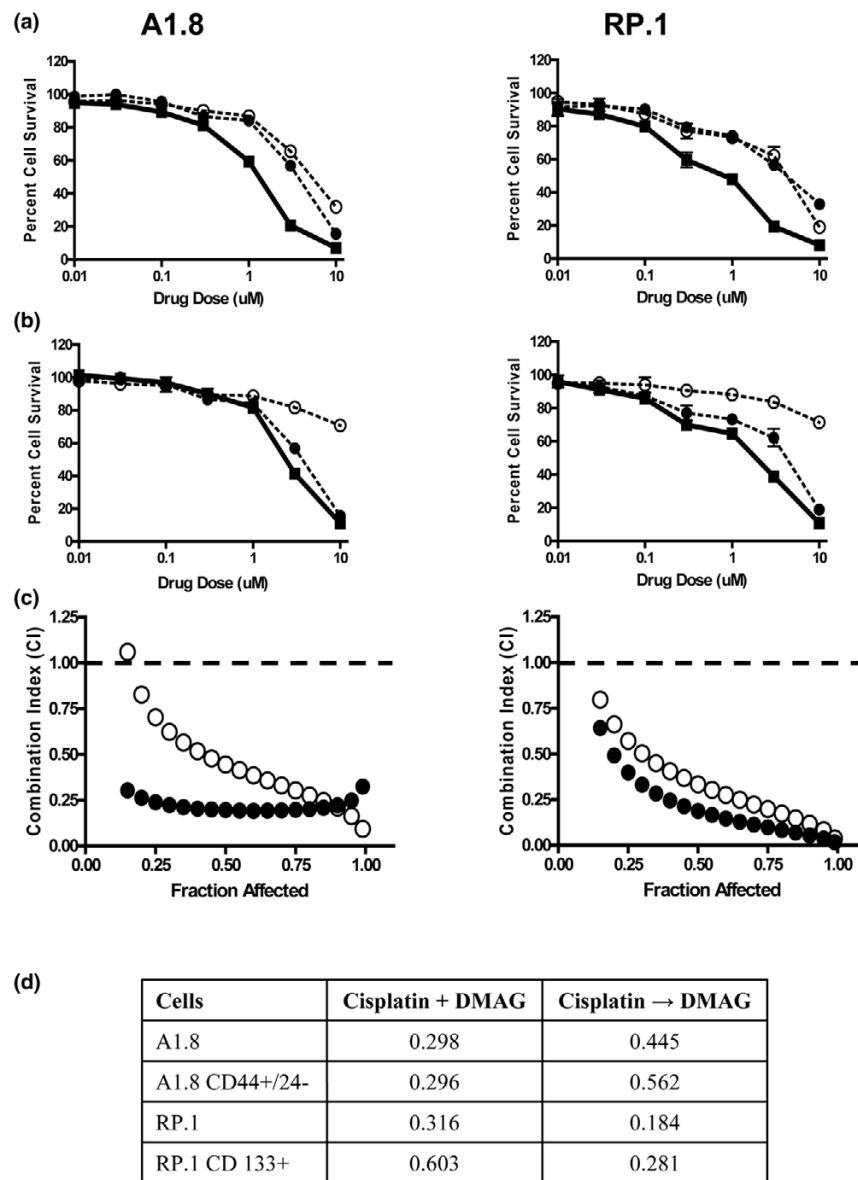 (a)
A1.8
RP.1
120
100
80
60
40
20
0
Percent Cell Survival
0.01
0.1
1
10
Drug Dose (uM)
120
100
80
60
40
20
0
Percent Cell Survival
0.01
0.1
1
10
Drug Dose (uM)
(b)
120
100
80
60
40
20
0
Percent Cell Survival
0.01
0.1
1
10
Drug Dose (uM)
120
100
80
60
40
20
0
Percent Cell Survival
0.01
0.1
1
10
Drug Dose (uM)
(c)
1.25
1.00
0.75
0.50
0.25
0.00
Combination Index (CI)
0.00
0.25
0.50
0.75
1.00
Fraction Affected
1.25
1.00
0.75
0.50
0.25
0.00
Combination Index (CI)
0.00
0.25
0.50
0.75
1.00
Fraction Affected
(d)
Cells Cisplatin + DMAG Cisplatin → DMAG
A1.8 0.298 0.445
A1.8 CD44+/24- 0.296 0.562
RP.1 0.316 0.184
RP.1 CD 133+ 0.603 0.281